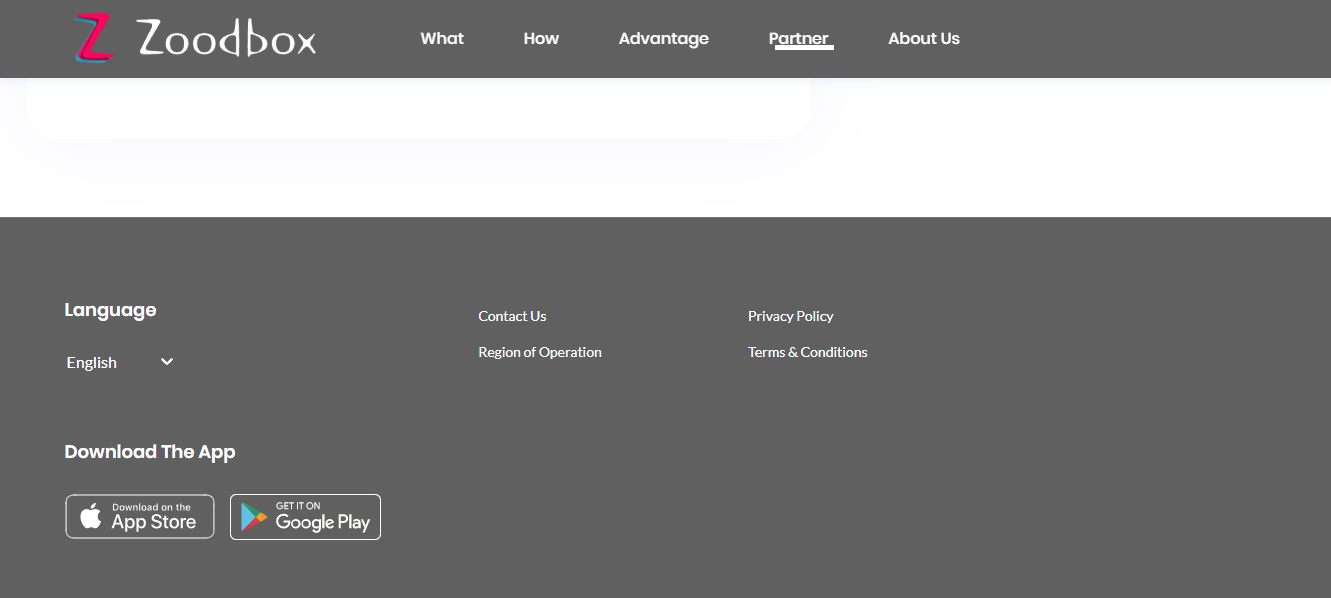 Zoodbox
What How Advantage Partner About Us
Language
English
Contact Us
Region of Operation
Privacy Policy
Terms & Conditions
Download The App
Download on the
App Store
GET IT ON
Google Play